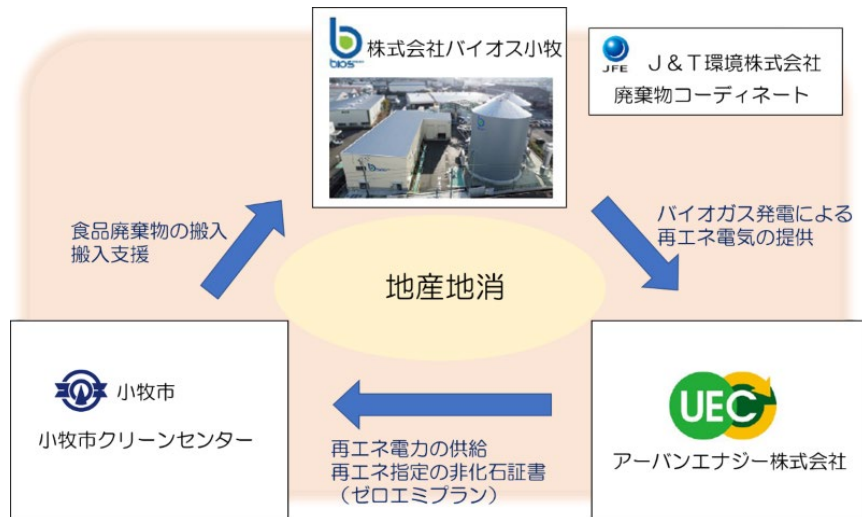 bios
株式会社バイオス小牧
JFE
J&T環境株式会社
廃棄物コーディネート
食品廃棄物の搬入
搬入支援
バイオガス発電による
再エネ電気の提供
地産地消
小牧市
小牧市クリーンセンター
再エネ電力の供給
再エネ指定の非化石証書
(ゼロエミプラン)
UEC
アーバンエナジー株式会社